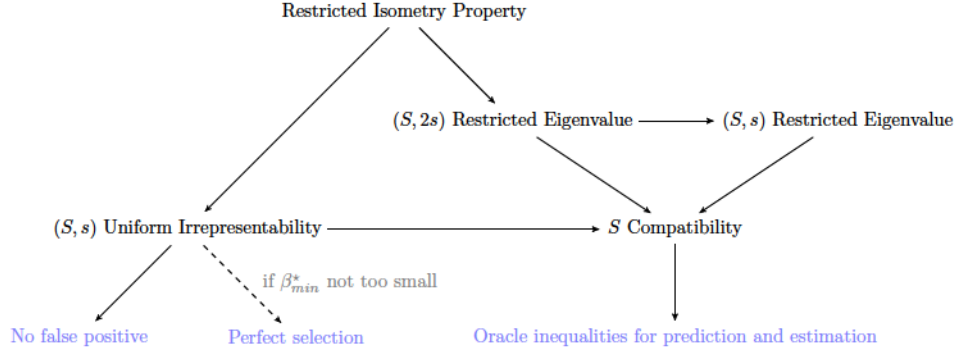 Restricted Isometry Property
(S, 2s) Restricted Eigenvalue
(S, s) Restricted Eigenvalue
(S, s) Uniform Irrepresentability
S Compatibility
if β*min not too small
No false positive
Perfect selection
Oracle inequalities for prediction and estimation